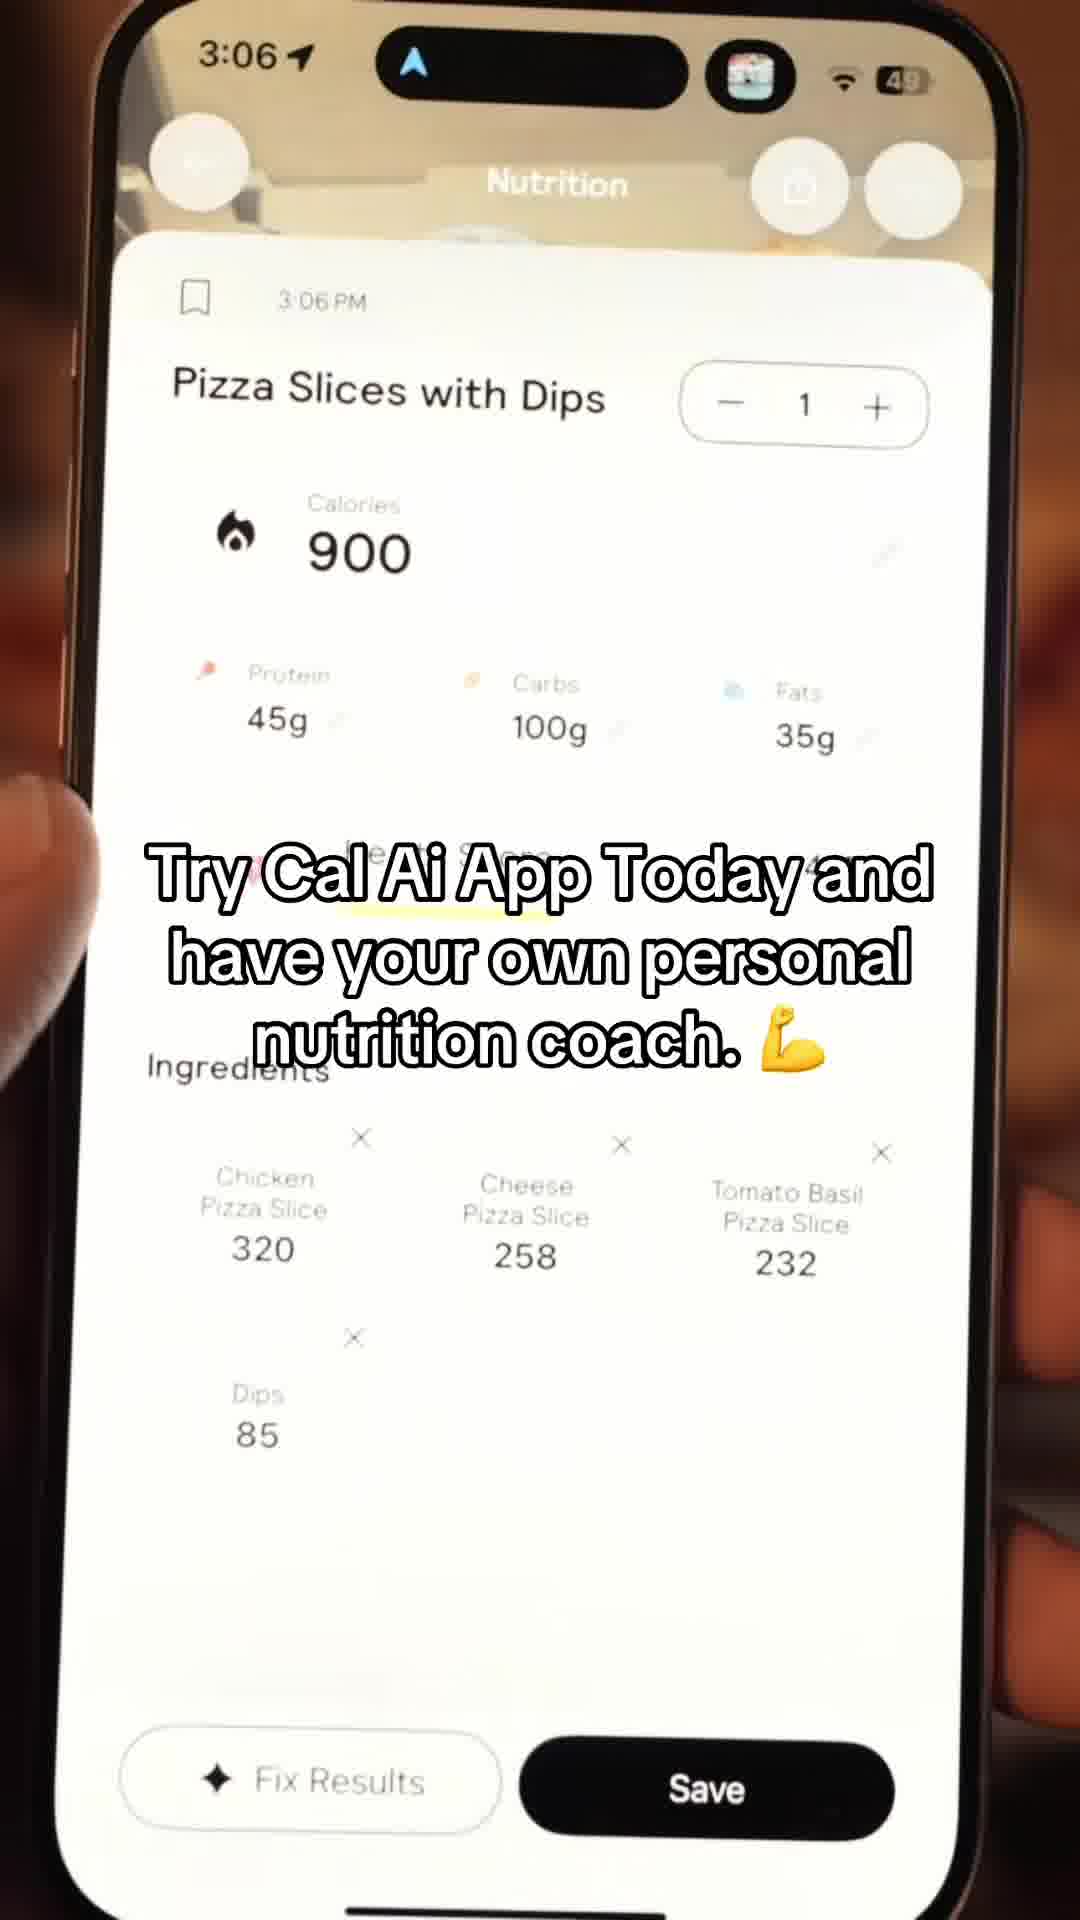 3:06
49
Nutrition
3:06 PM
Pizza Slices with Dips
1
Calories
900
Protein
Carbs
Fats
45g
100g
35g
Try Cal Ai App Today and
have your own personal
nutrition coach. 💪
Ingredients
Chicken
Pizza Slice
320
Cheese
Pizza Slice
258
Tomato Basil
Pizza Slice
232
Dips
85
Fix Results
Save